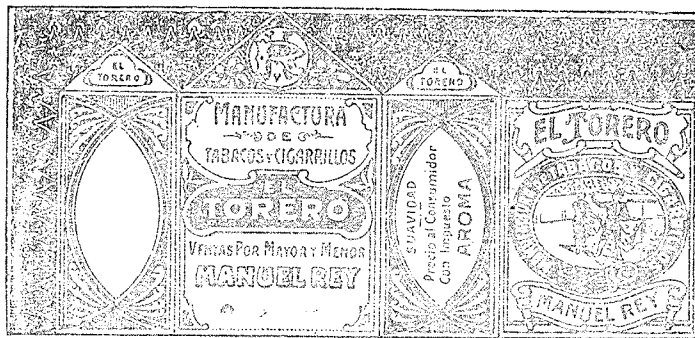 EL
TORERO
R
MANUFACTURA
DE
TABACOS Y CIGARRILLOS
EL
TORERO
VENTAS POR MAYOR Y MENOR
MANUEL REY
EL
TORERO
SUAVIDAD
Precio al Consumidor
Con Impuesto
AROMA
EL TORERO
MANUEL REY